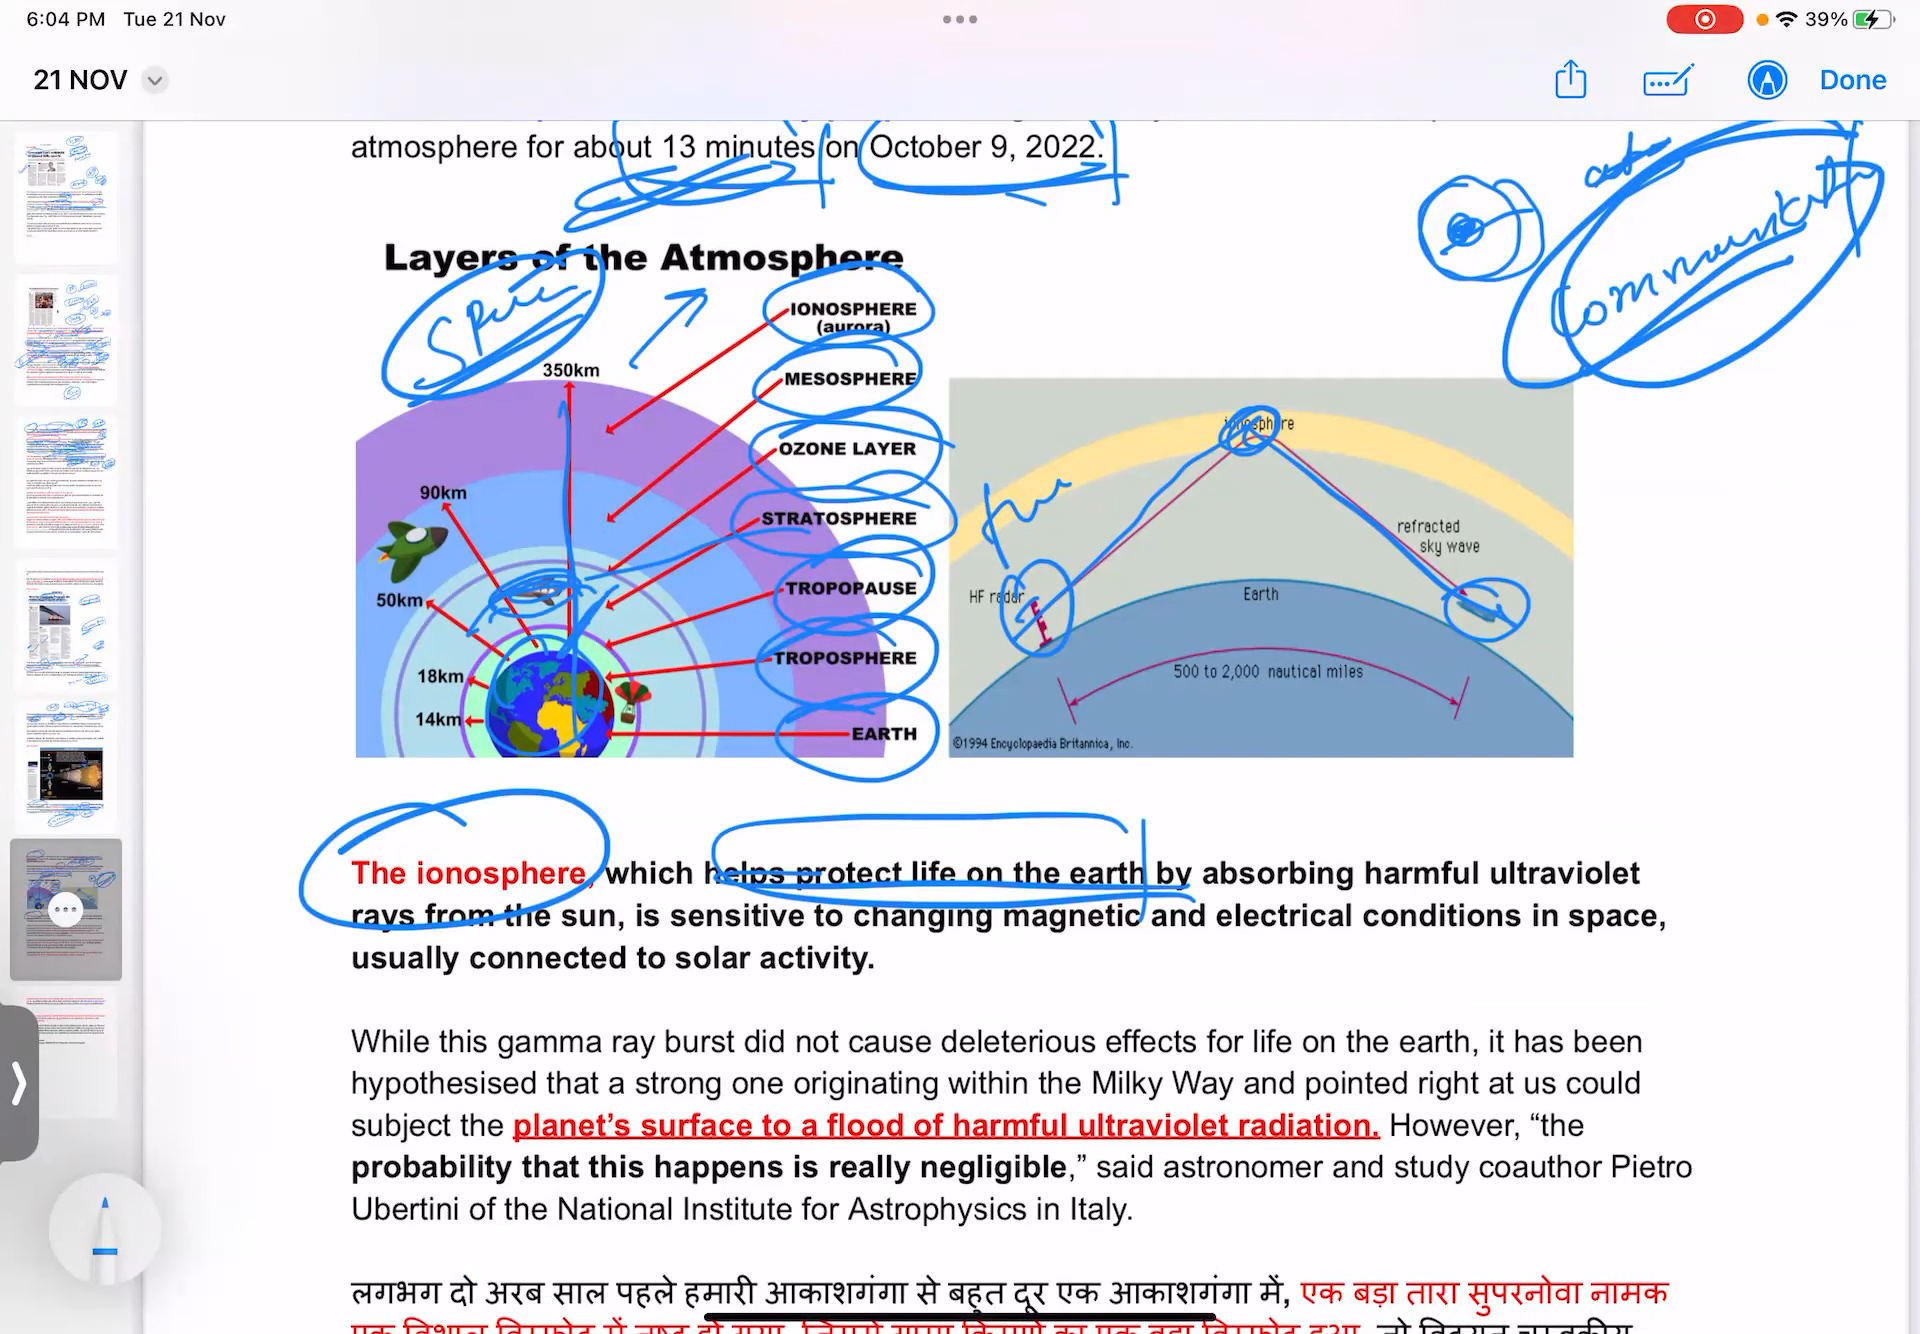 6:04 PM Tue 21 Nov
39%
21 NOV
Done
atmosphere for about 13 minutes on October 9, 2022.
Layers of the Atmosphere
Space
Communicat
IONOSPHERE
(aurora)
350km
MESOSPHERE
OZONE LAYER
90km
STRATOSPHERE
50km
TROPOPAUSE
TROPOSPHERE
18km
14km
EARTH
ionosphere
refracted
sky wave
HF radar
Earth
500 to 2,000 nautical miles
©1994 Encyclopaedia Britannica, Inc.
The ionosphere, which helps protect life on the earth by absorbing harmful ultraviolet
rays from the sun, is sensitive to changing magnetic and electrical conditions in space,
usually connected to solar activity.
While this gamma ray burst did not cause deleterious effects for life on the earth, it has been
hypothesised that a strong one originating within the Milky Way and pointed right at us could
subject the planet’s surface to a flood of harmful ultraviolet radiation. However, “the
probability that this happens is really negligible,” said astronomer and study coauthor Pietro
Ubertini of the National Institute for Astrophysics in Italy.
लगभग दो अरब साल पहले हमारी आकाशगंगा से बहुत दूर एक आकाशगंगा में, एक बड़ा तारा सुपरनोवा नामक